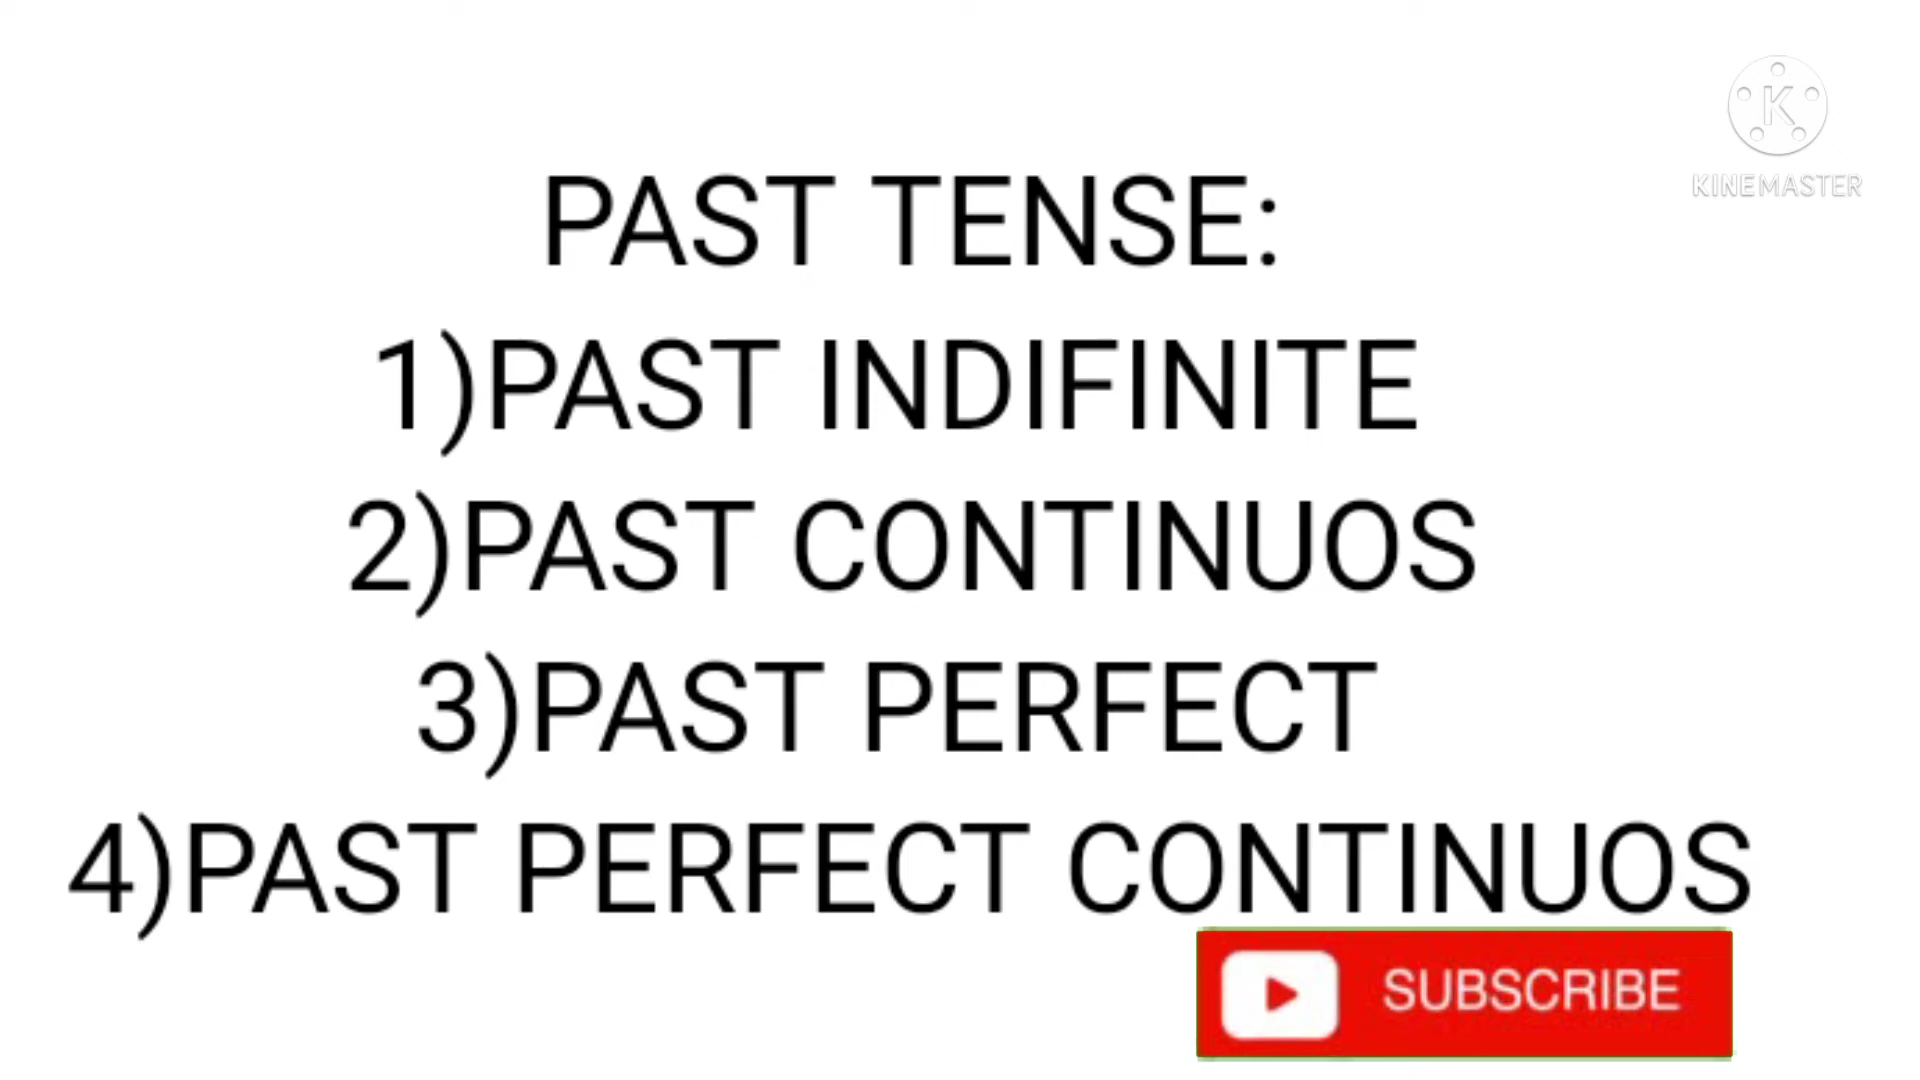 K
KINEMASTER
PAST TENSE:
1)PAST INDIFINITE
2)PAST CONTINUOS
3)PAST PERFECT
4)PAST PERFECT CONTINUOS
SUBSCRIBE